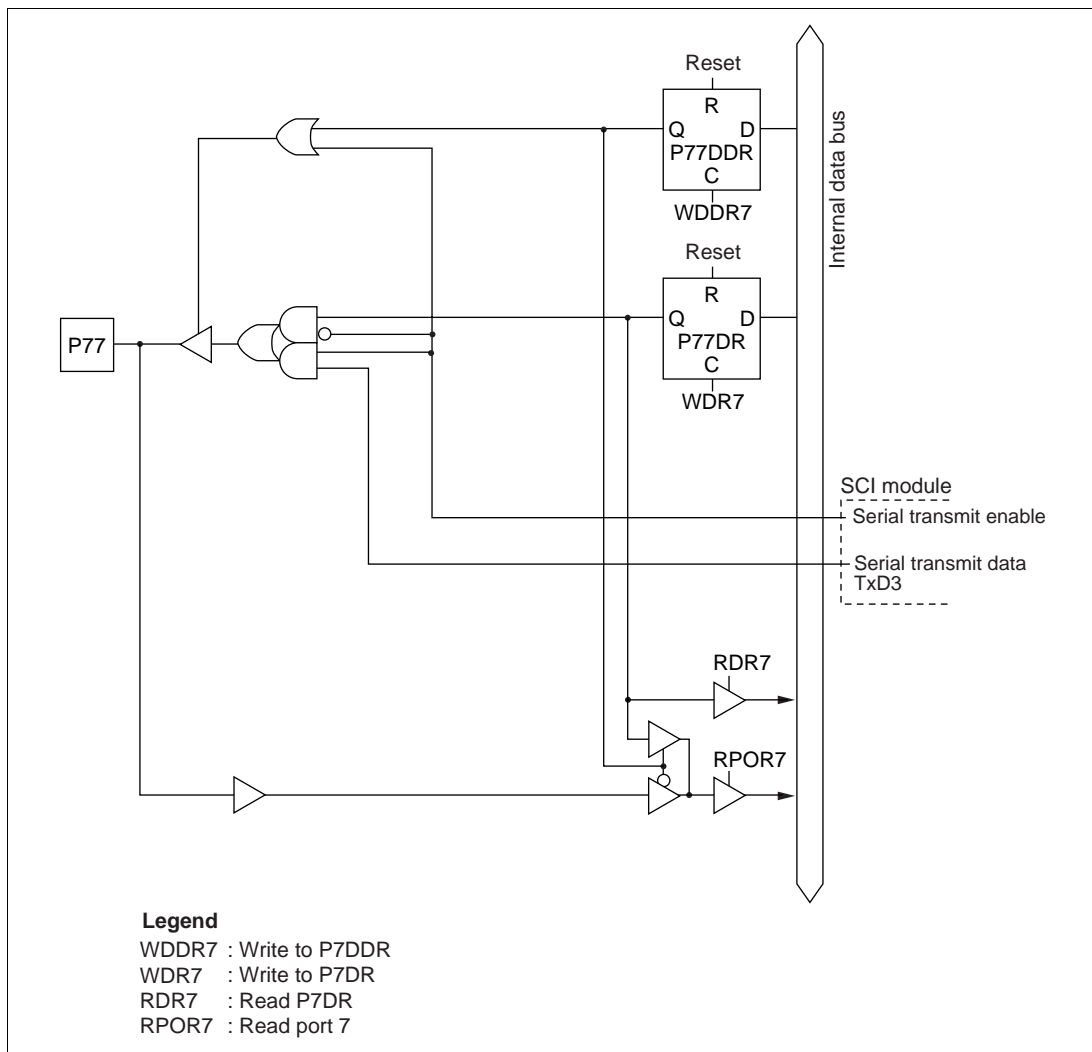 Reset
R
Q D
P77DDR
C
WDDR7
Internal data bus
Reset
R
Q D
P77DR
C
WDR7
P77
SCI module
Serial transmit enable
Serial transmit data
TxD3
RDR7
RPOR7
Legend
WDDR7 : Write to P7DDR
WDR7 : Write to P7DR
RDR7 : Read P7DR
RPOR7 : Read port 7